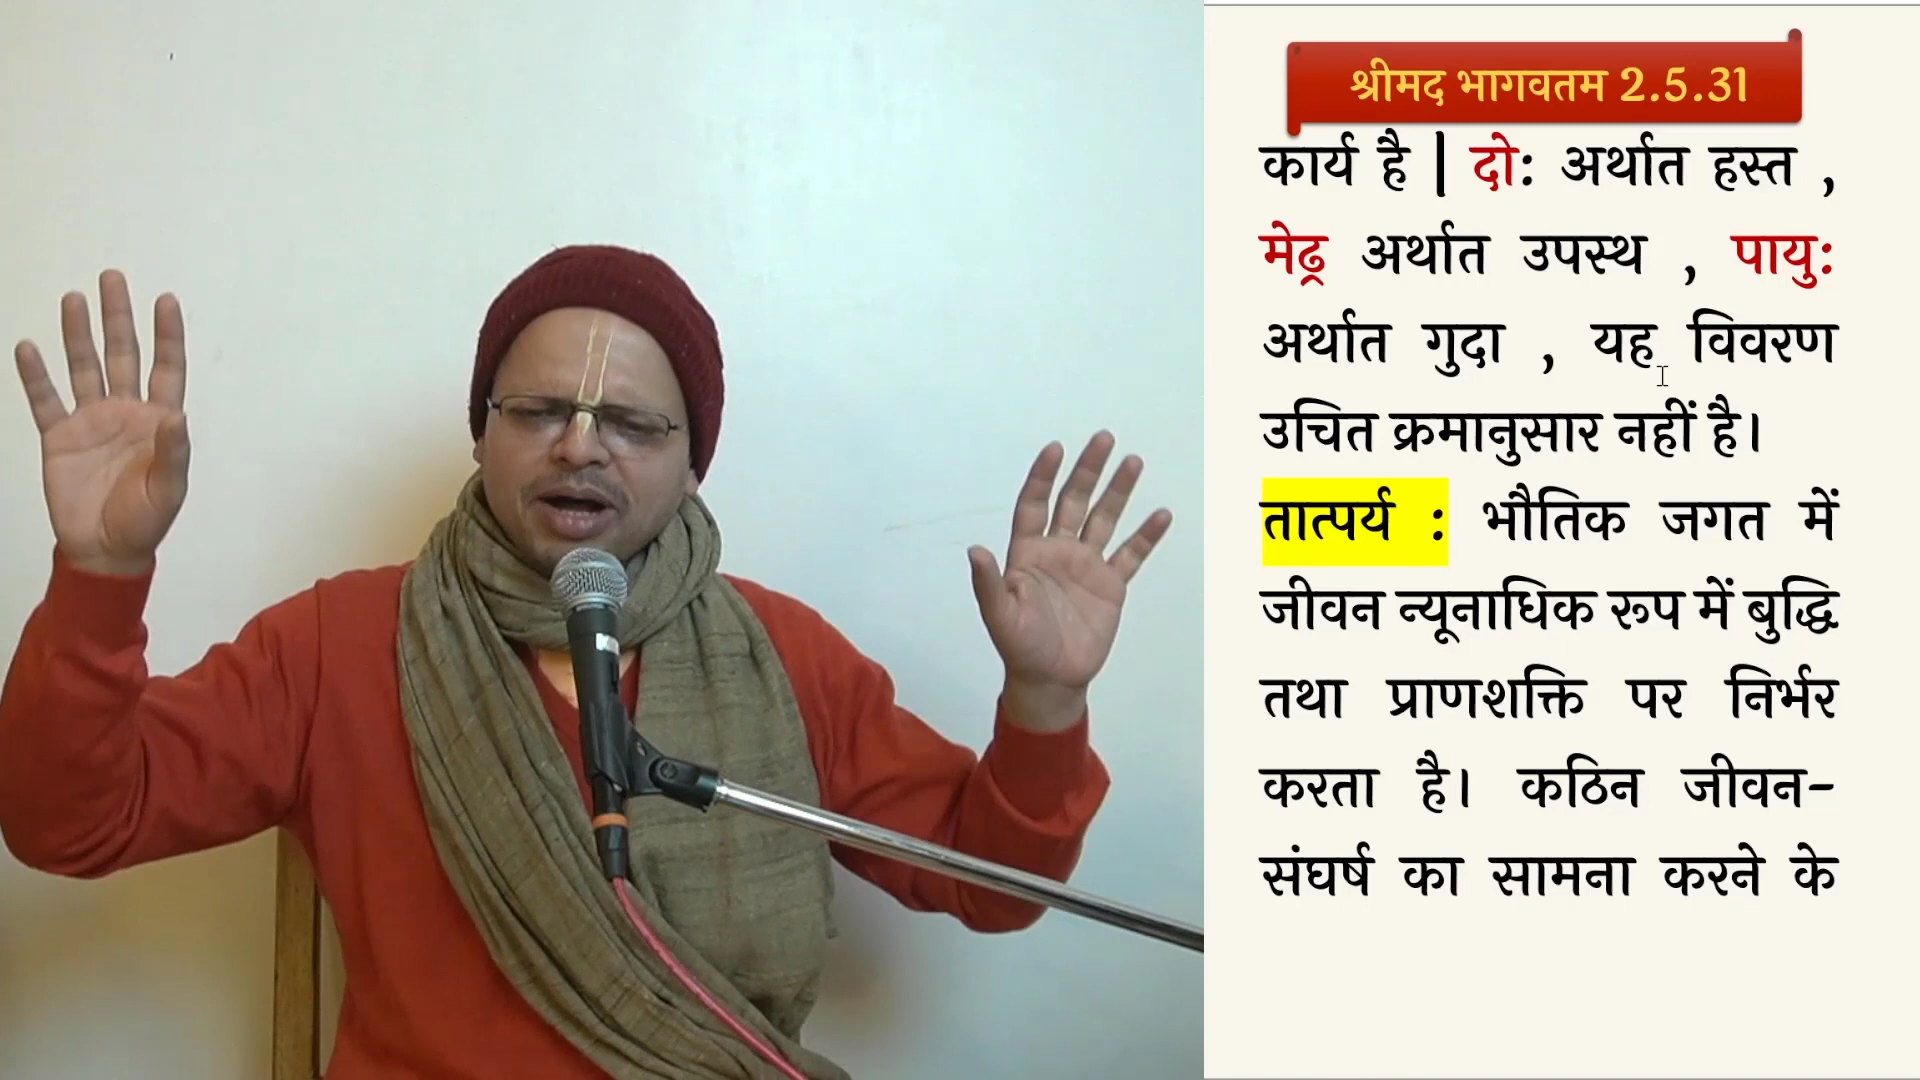 श्रीमद भागवतम 2.5.31
कार्य है | दो: अर्थात हस्त ,
मेढ्र अर्थात उपस्थ , पायु:
अर्थात गुदा , यह विवरण
उचित क्रमानुसार नहीं है।
तात्पर्य : भौतिक जगत में
जीवन न्यूनाधिक रूप में बुद्धि
तथा प्राणशक्ति पर निर्भर
करता है। कठिन जीवन-
संघर्ष का सामना करने के